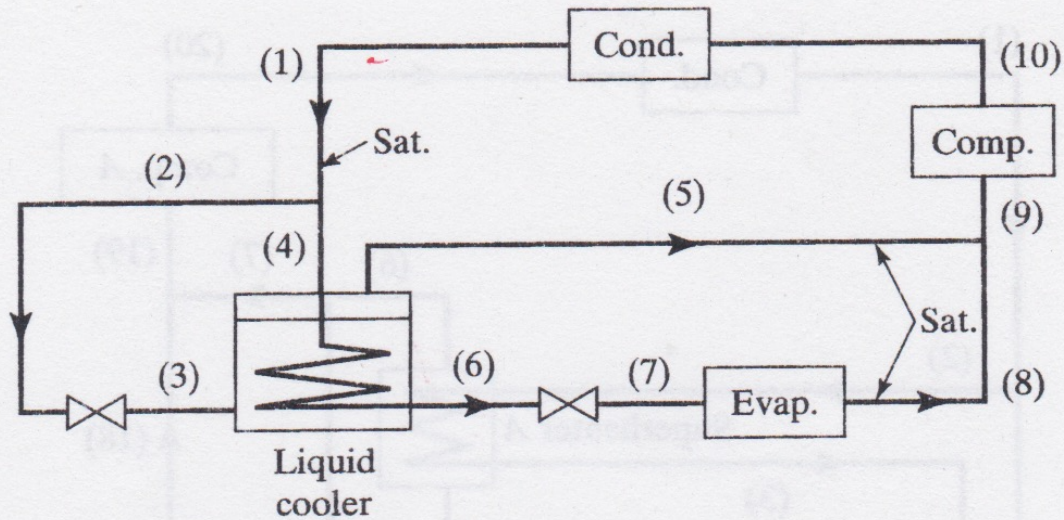 Cond.
(1)
(10)
Comp.
Sat.
(2)
(5)
(9)
(4)
Sat.
(3)
(6)
(7)
Evap.
(8)
Liquid
cooler